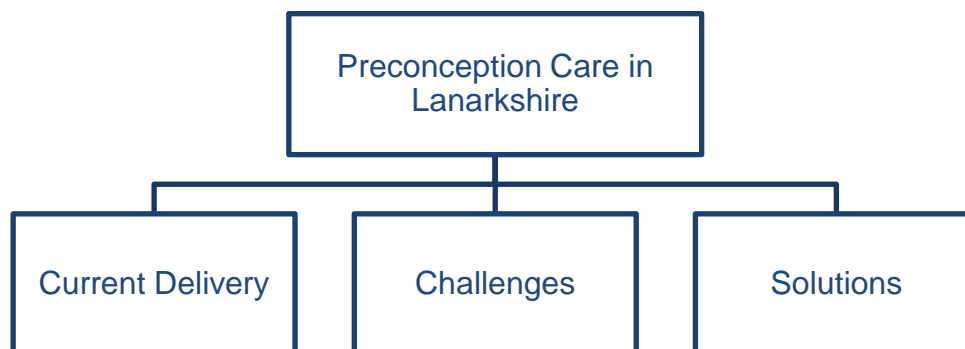 Preconception Care in
Lanarkshire
Current Delivery
Challenges
Solutions